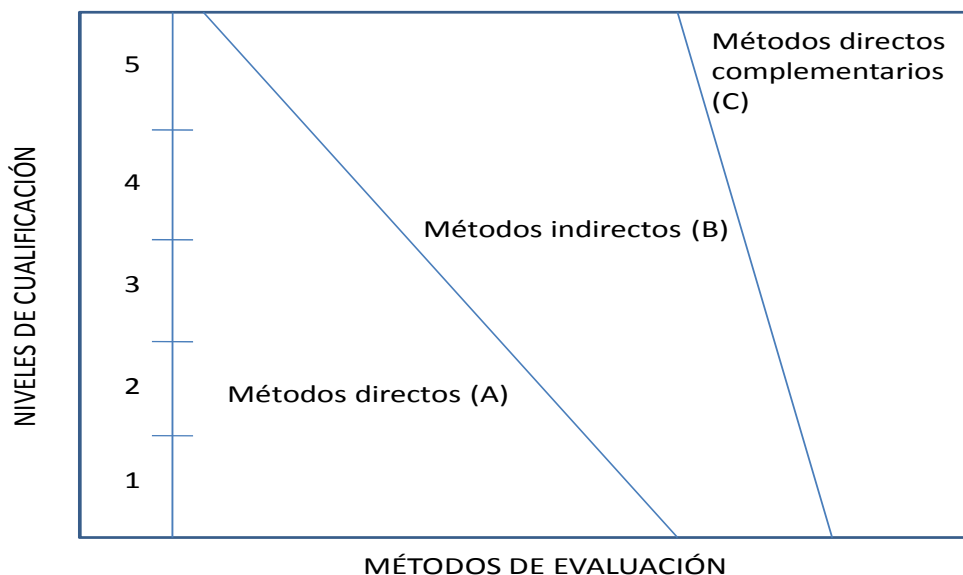 NIVELES DE CUALIFICACIÓN
5
4
3
2
1
Métodos directos
complementarios
(C)
Métodos indirectos (B)
Métodos directos (A)
MÉTODOS DE EVALUACIÓN